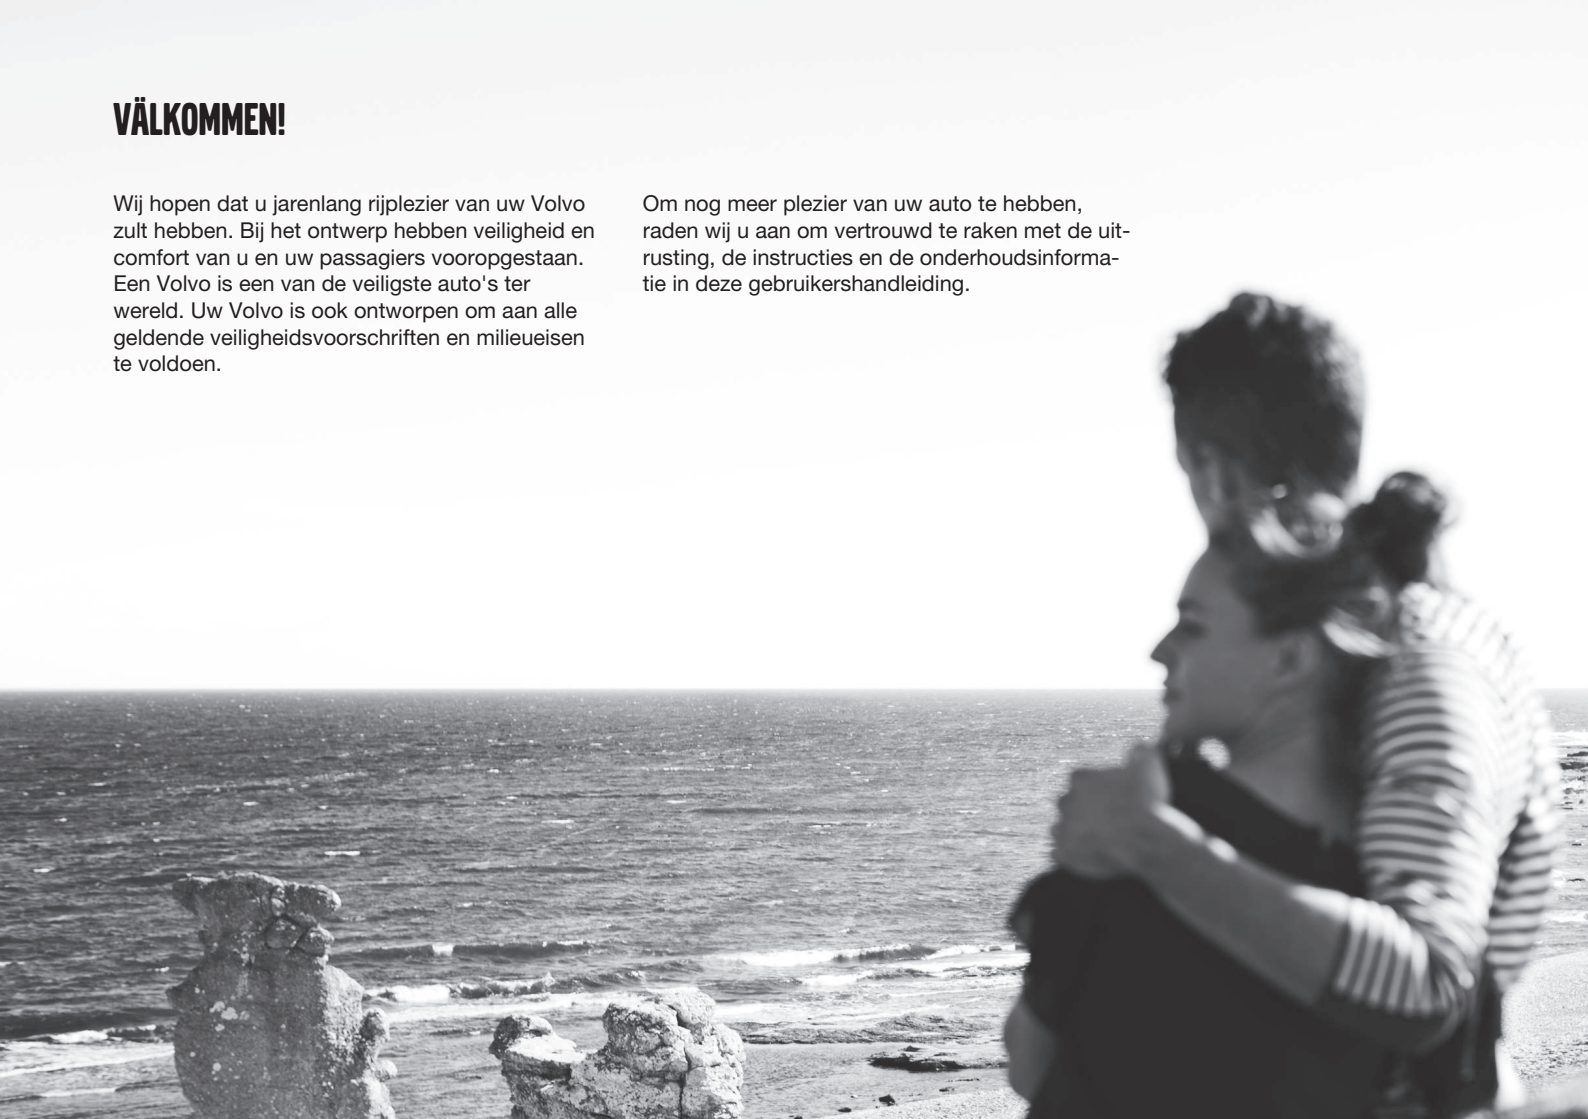 VÄLKOMMEN!
Wij hopen dat u jarenlang rijplezier van uw Volvo
zult hebben. Bij het ontwerp hebben veiligheid en
comfort van u en uw passagiers vooropgestaan.
Een Volvo is een van de veiligste auto's ter
wereld. Uw Volvo is ook ontworpen om aan alle
geldende veiligheidsvoorschriften en milieueisen
te voldoen.
Om nog meer plezier van uw auto te hebben,
raden wij u aan om vertrouwd te raken met de uit-
rusting, de instructies en de onderhoudsinforma-
tie in deze gebruikershandleiding.